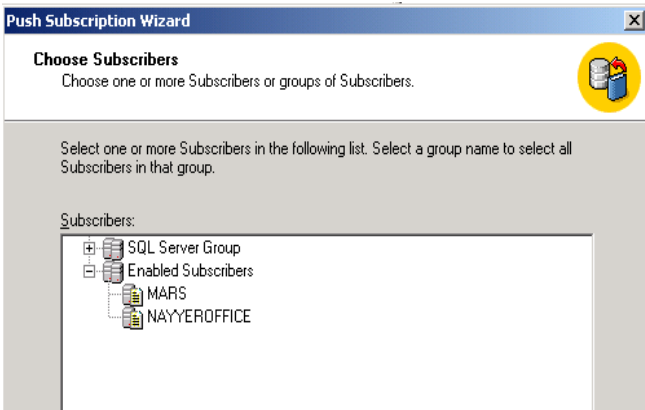 Push Subscription Wizard
Choose Subscribers
Choose one or more Subscribers or groups of Subscribers.
Select one or more Subscribers in the following list. Select a group name to select all
Subscribers in that group.
Subscribers:
SQL Server Group
Enabled Subscribers
MARS
NAYYEROFFICE